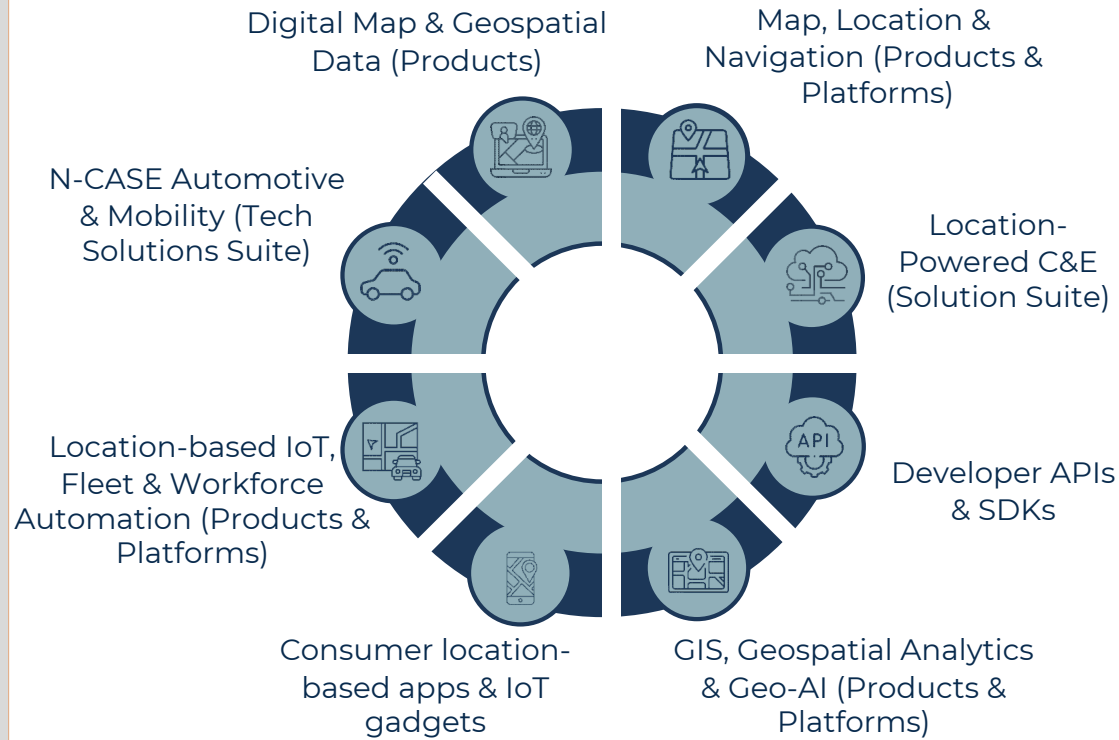 Digital Map & Geospatial
Data (Products)
Map, Location &
Navigation (Products &
Platforms)
N-CASE Automotive
& Mobility (Tech
Solutions Suite)
Location-
Powered C&E
(Solution Suite)
API
Developer APIs
& SDKs
Location-based IoT,
Fleet & Workforce
Automation (Products &
Platforms)
Consumer location-
based apps & IoT
gadgets
GIS, Geospatial Analytics
& Geo-AI (Products &
Platforms)